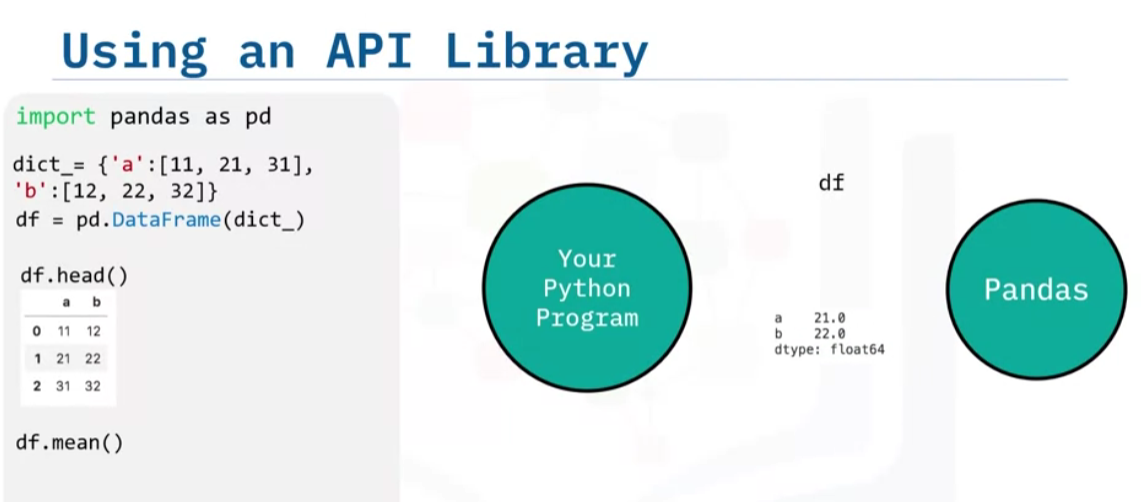 Using an API Library
import pandas as pd
dict_= {'a':[11, 21, 31],
'b':[12, 22, 32]}
df = pd.DataFrame(dict_)
df.head()
a b
0 11 12
1 21 22
2 31 32
df.mean()
Your
Python
Program
df
a 21.0
b 22.0
dtype: float64
Pandas